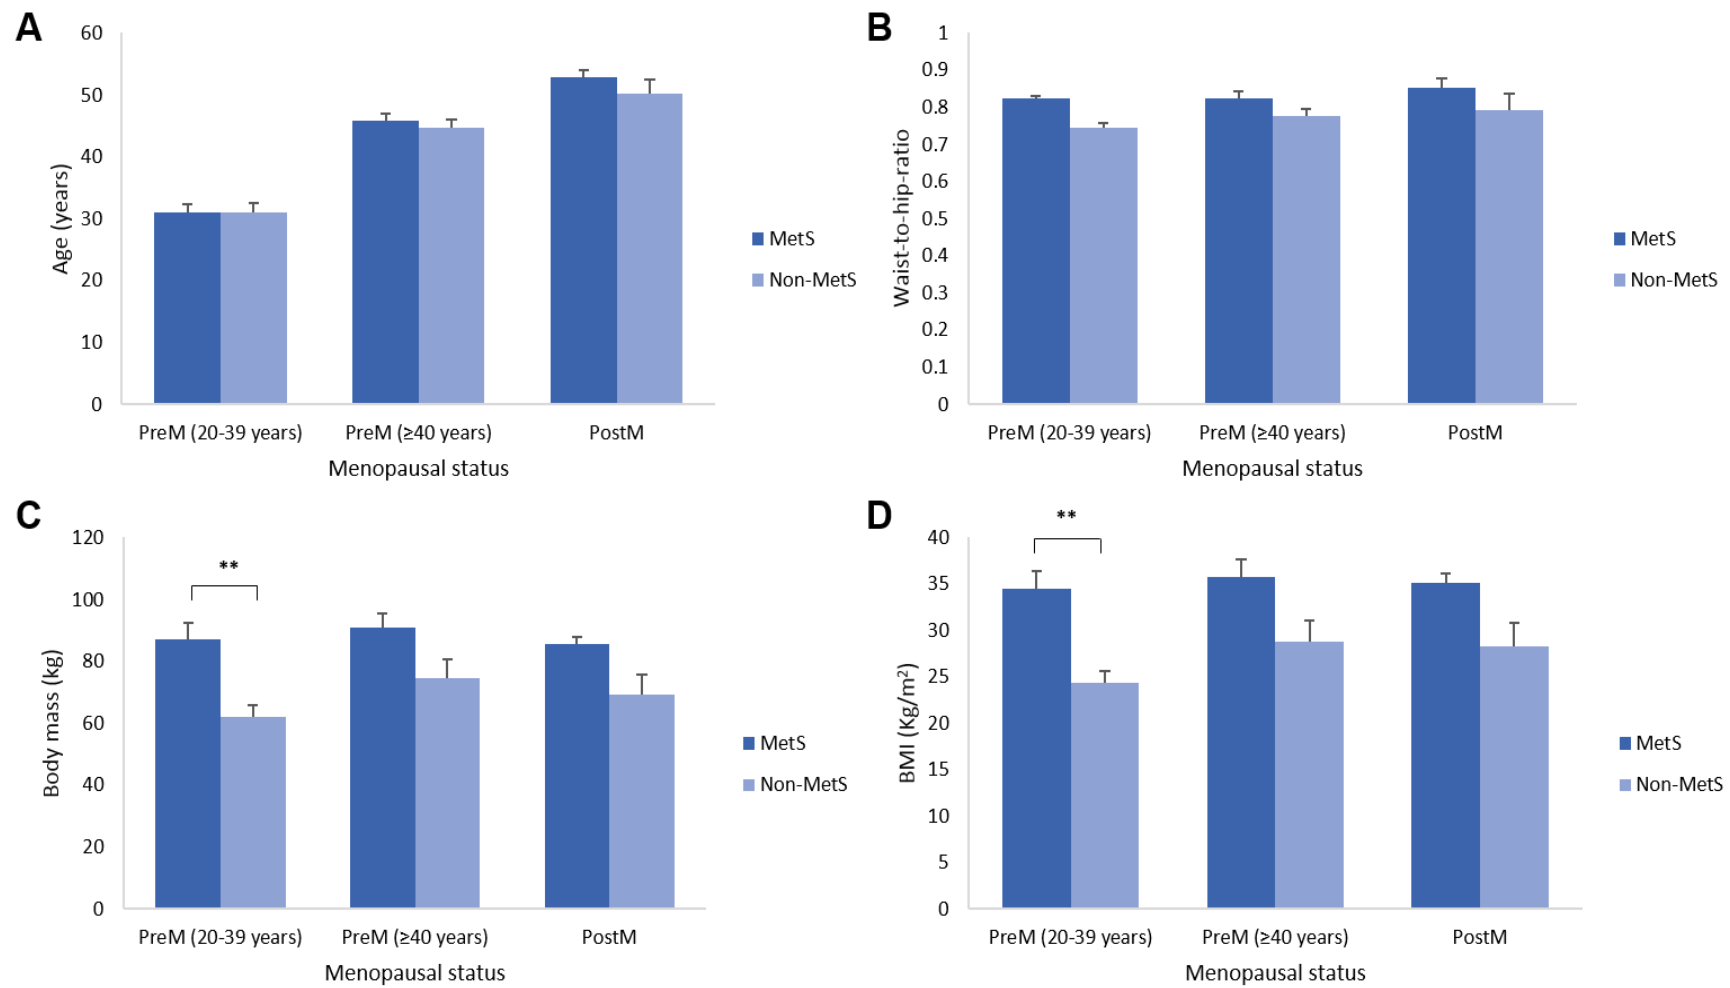 A
60
50
40
30
20
10
0
Age (years)
PreM (20-39 years)
PreM (≥40 years)
PostM
Menopausal status
MetS
Non-MetS
B
1
0.9
0.8
0.7
0.6
0.5
0.4
0.3
0.2
0.1
0
Waist-to-hip-ratio
PreM (20-39 years)
PreM (≥40 years)
PostM
Menopausal status
MetS
Non-MetS
C
120
100
80
60
40
20
0
Body mass (kg)
**
PreM (20-39 years)
PreM (≥40 years)
PostM
Menopausal status
MetS
Non-MetS
D
40
35
30
25
20
15
10
5
0
BMI (Kg/m²)
**
PreM (20-39 years)
PreM (≥40 years)
PostM
Menopausal status
MetS
Non-MetS